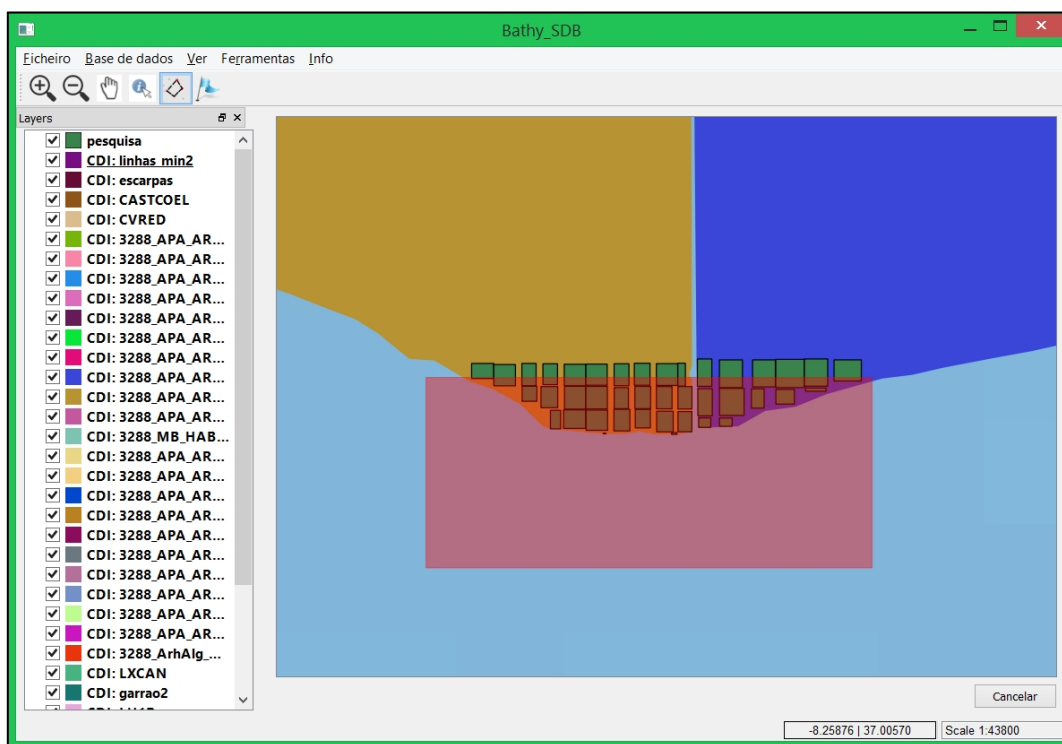 Bathy_SDB
Ficheiro Base de dados Ver Ferramentas Info
Layers
pesquisa
CDI: linhas_min2
CDI: escarpas
CDI: CASTCOEL
CDI: CVRED
CDI: 3288_APA_AR...
CDI: 3288_APA_AR...
CDI: 3288_APA_AR...
CDI: 3288_APA_AR...
CDI: 3288_APA_AR...
CDI: 3288_APA_AR...
CDI: 3288_APA_AR...
CDI: 3288_APA_AR...
CDI: 3288_APA_AR...
CDI: 3288_APA_AR...
CDI: 3288_MB_HAB...
CDI: 3288_APA_AR...
CDI: 3288_APA_AR...
CDI: 3288_APA_AR...
CDI: 3288_APA_AR...
CDI: 3288_APA_AR...
CDI: 3288_APA_AR...
CDI: 3288_APA_AR...
CDI: 3288_APA_AR...
CDI: 3288_APA_AR...
CDI: 3288_APA_AR...
CDI: 3288_ArhAlg_...
CDI: LXCAN
CDI: garrao2
Cancelar
-8.25876 | 37.00570 Scale 1:43800